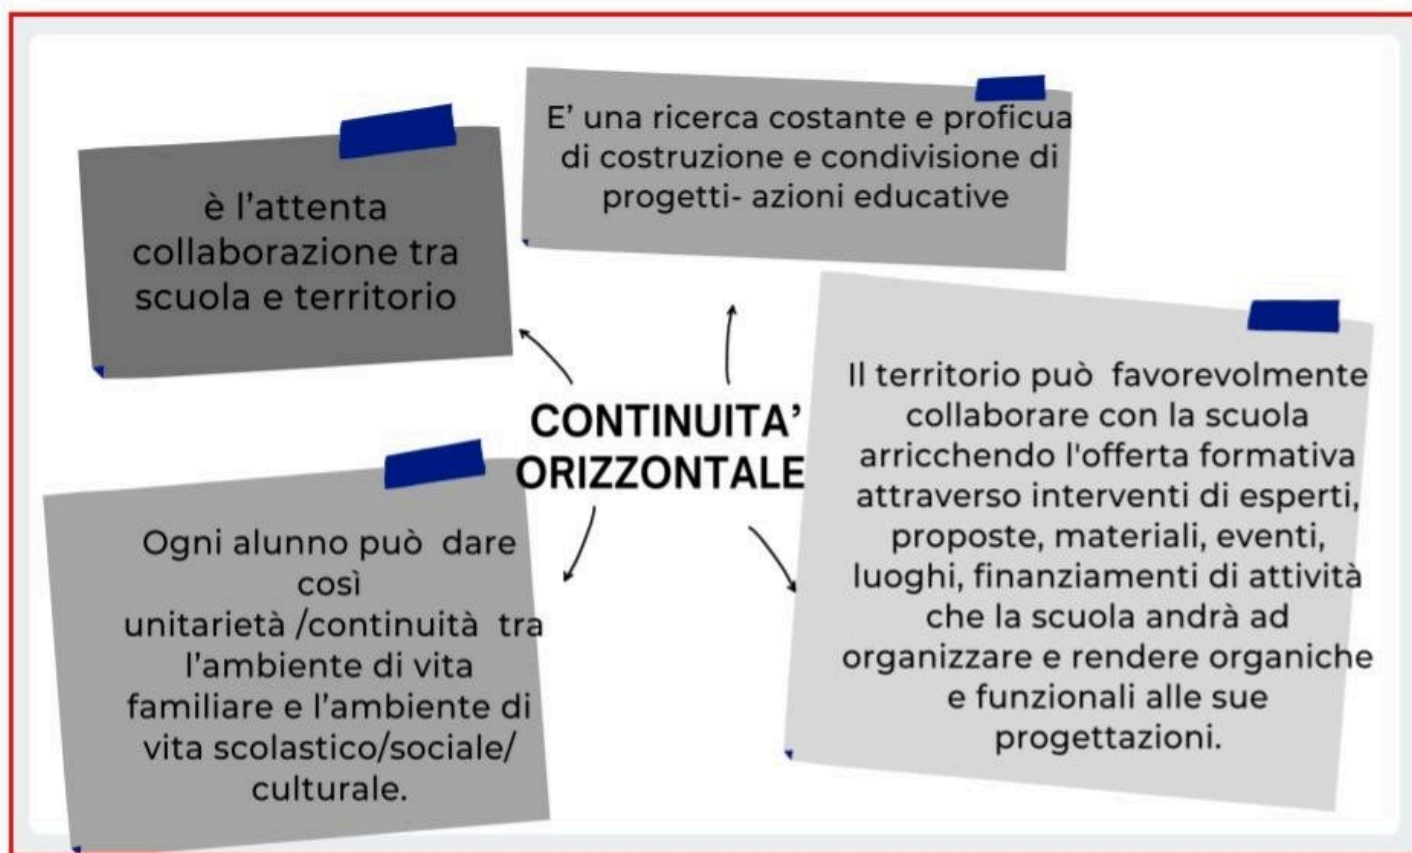 è l’attenta
collaborazione tra
scuola e territorio
E’ una ricerca costante e proficua
di costruzione e condivisione di
progetti- azioni educative
CONTINUITA’
ORIZZONTALE
Ogni alunno può dare
così
unitarietà /continuità tra
l’ambiente di vita
familiare e l’ambiente di
vita scolastico/sociale/
culturale.
Il territorio può favorevolmente
collaborare con la scuola
arricchendo l'offerta formativa
attraverso interventi di esperti,
proposte, materiali, eventi,
luoghi, finanziamenti di attività
che la scuola andrà ad
organizzare e rendere organiche
e funzionali alle sue
progettazioni.